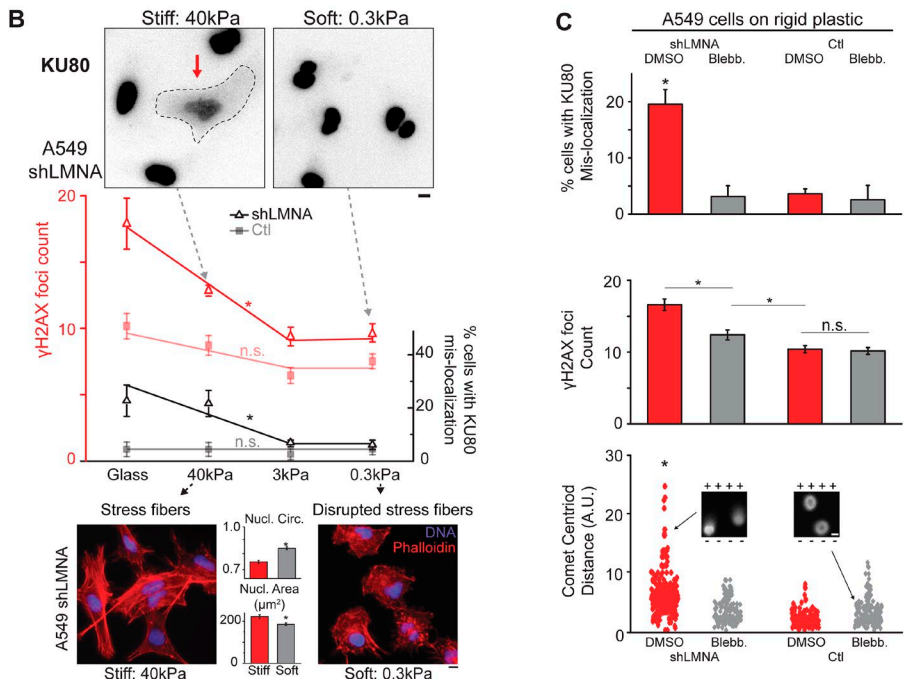 B
Stiff: 40kPa
Soft: 0.3kPa
KU80
A549
shLMNA
20
10
0
γH2AX foci count
shLMNA
Ctl
*
n.s.
*
n.s.
40
20
0
% cells with KU80
mis-localization
Glass
40kPa
3kPa
0.3kPa
Stress fibers
Disrupted stress fibers
A549 shLMNA
Nucl. Circ.
1.0
0.7
*
Nucl. Area
(µm²)
200
0
*
Stiff
Soft
DNA
Phalloidin
Stiff: 40kPa
Soft: 0.3kPa
C
A549 cells on rigid plastic
shLMNA
Ctl
DMSO
Blebb.
DMSO
Blebb.
% cells with KU80
Mis-localization
20
10
0
*
γH2AX foci
Count
20
10
0
*
*
n.s.
Comet Centriod
Distance (A.U.)
30
20
10
0
*
+ + + +
- - - -
+ + + +
- - - -
DMSO
Blebb.
DMSO
Blebb.
shLMNA
Ctl